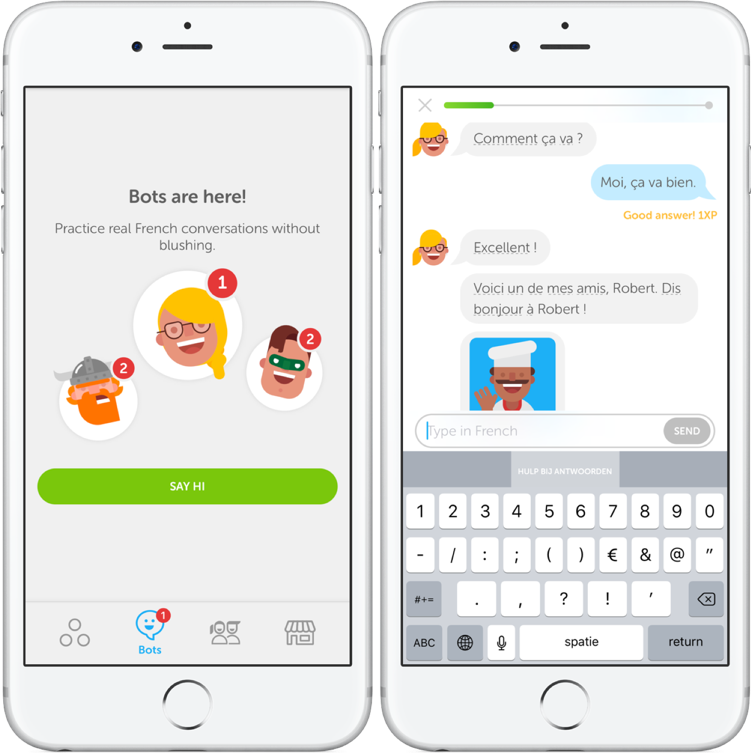 Bots are here!
Practice real French conversations without
blushing.
1
2
2
SAY HI
1
Bots
Comment ça va ?
Moi, ça va bien.
Good answer! 1XP
Excellent !
Voici un de mes amis, Robert. Dis
bonjour à Robert !
Type in French
SEND
HULP BIJ ANTWOORDEN
1 2 3 4 5 6 7 8 9 0
- / : ; ( ) € & @ ”
#+= . , ? ! ’
ABC spatie return